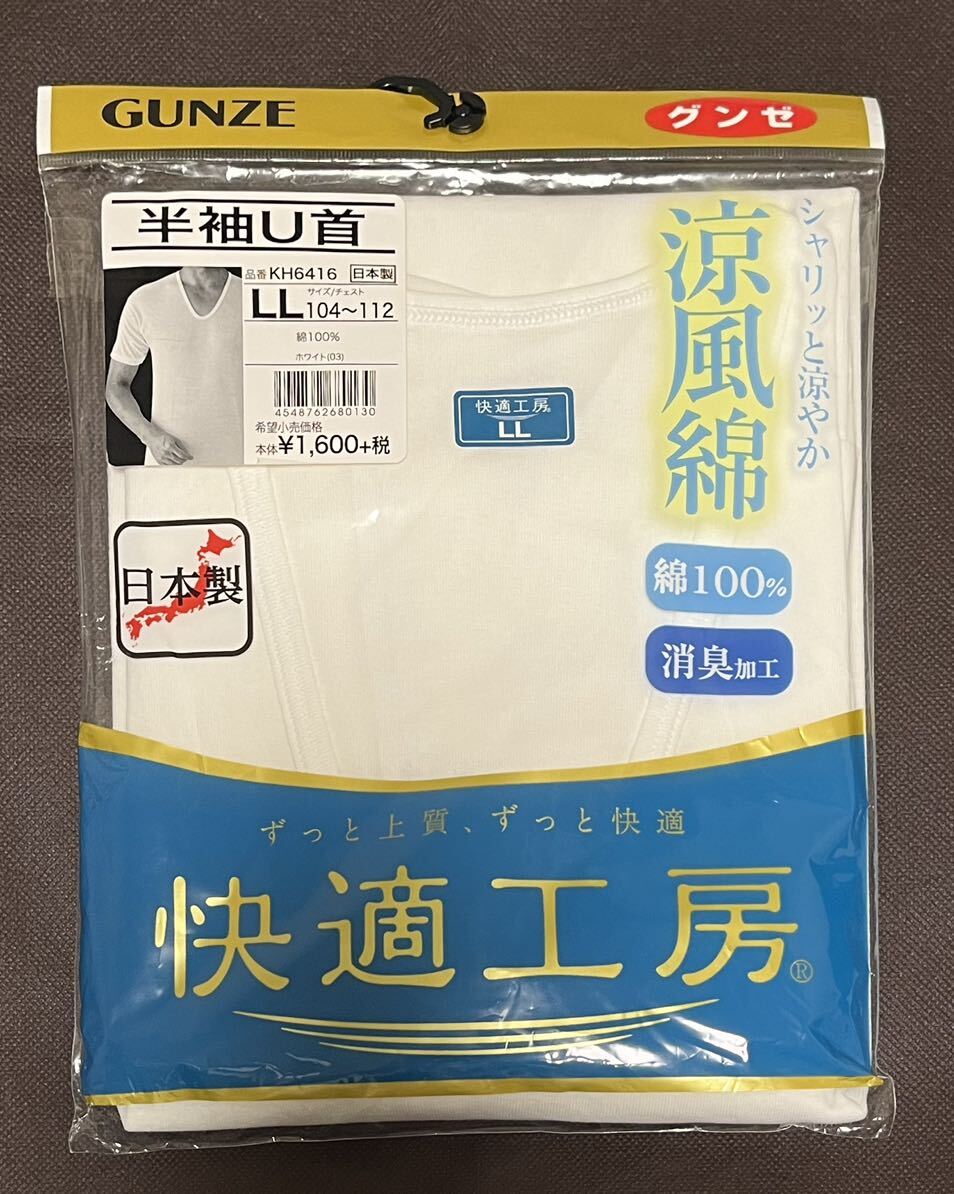 GUNZE
グンゼ
半袖U首
品番 KH6416 日本製
サイズ/チェスト
LL 104～112
綿100%
ホワイト(03)
4548762680130
希望小売価格
本体¥1,600+税
快適工房®
LL
シャリッと涼やか
涼風綿
綿100%
消臭加工
日本製
ずっと上質、ずっと快適
快適工房®